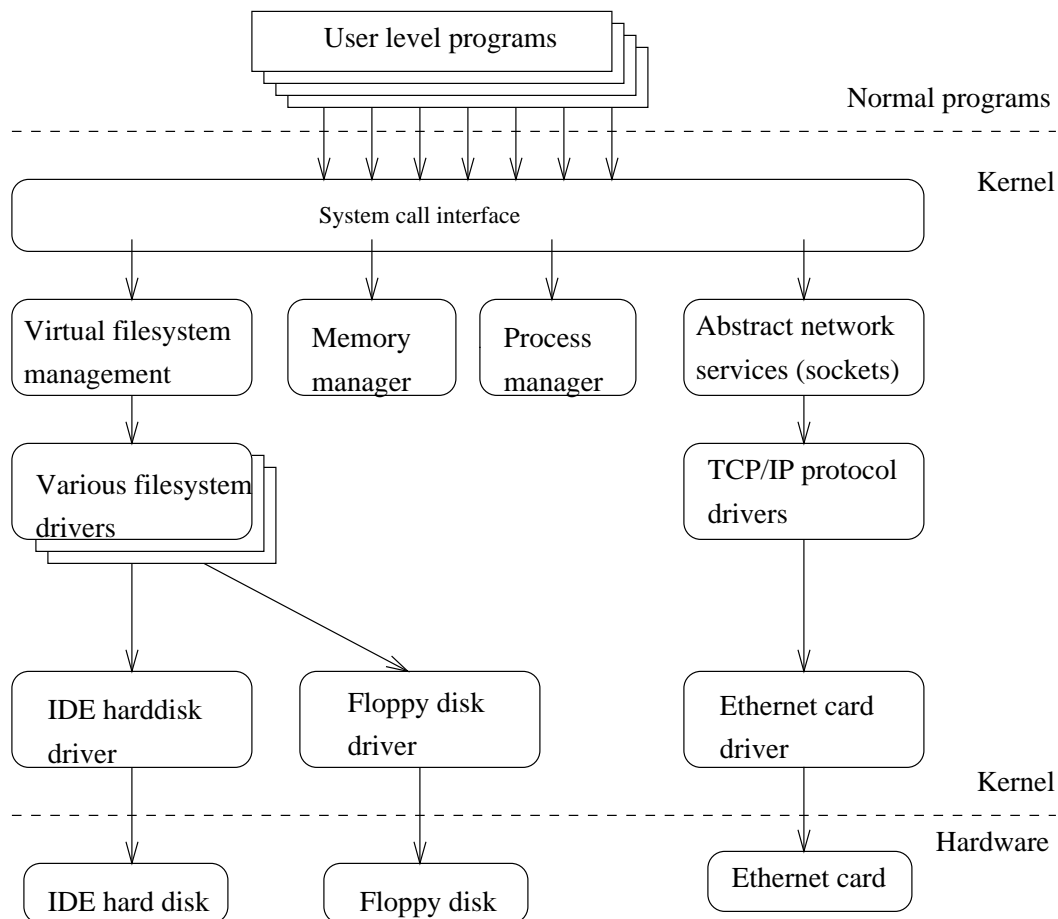 User level programs
Normal programs
Kernel
System call interface
Virtual filesystem
management
Memory
manager
Process
manager
Abstract network
services (sockets)
Various filesystem
drivers
TCP/IP protocol
drivers
IDE harddisk
driver
Floppy disk
driver
Ethernet card
driver
Kernel
Hardware
IDE hard disk
Floppy disk
Ethernet card